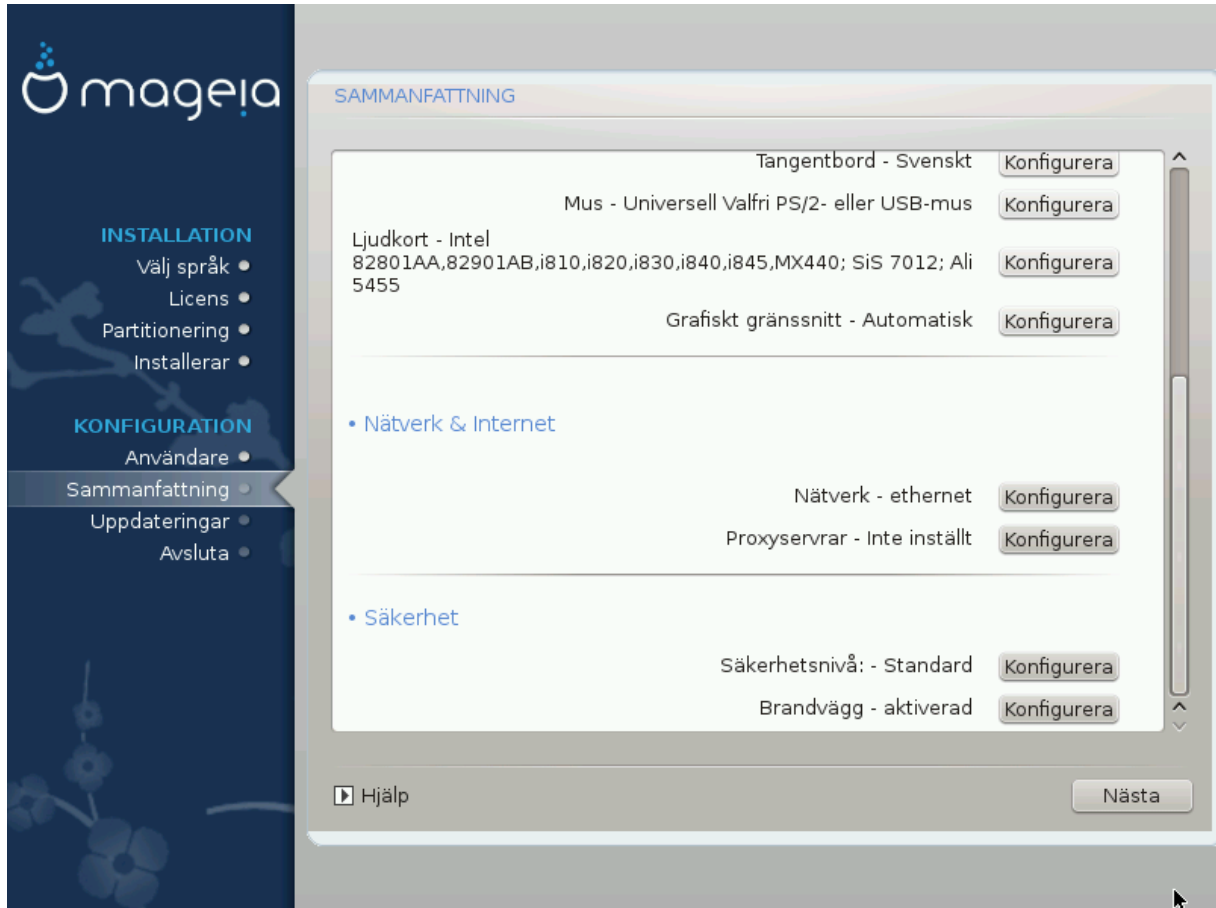 mageia
INSTALLATION
Välj språk
Licens
Partitionering
Installerar
KONFIGURATION
Användare
Sammanfattning
Uppdateringar
Avsluta
SAMMANFATTNING
Tangentbord - Svenskt Konfigurera
Mus - Universell Valfri PS/2- eller USB-mus Konfigurera
Ljudkort - Intel
82801AA,82901AB,i810,i820,i830,i840,i845,MX440; SiS 7012; Ali Konfigurera
5455
Grafiskt gränssnitt - Automatisk Konfigurera
• Nätverk & Internet
Nätverk - ethernet Konfigurera
Proxyservrar - Inte inställt Konfigurera
• Säkerhet
Säkerhetsnivå: - Standard Konfigurera
Brandvägg - aktiverad Konfigurera
Hjälp
Nästa